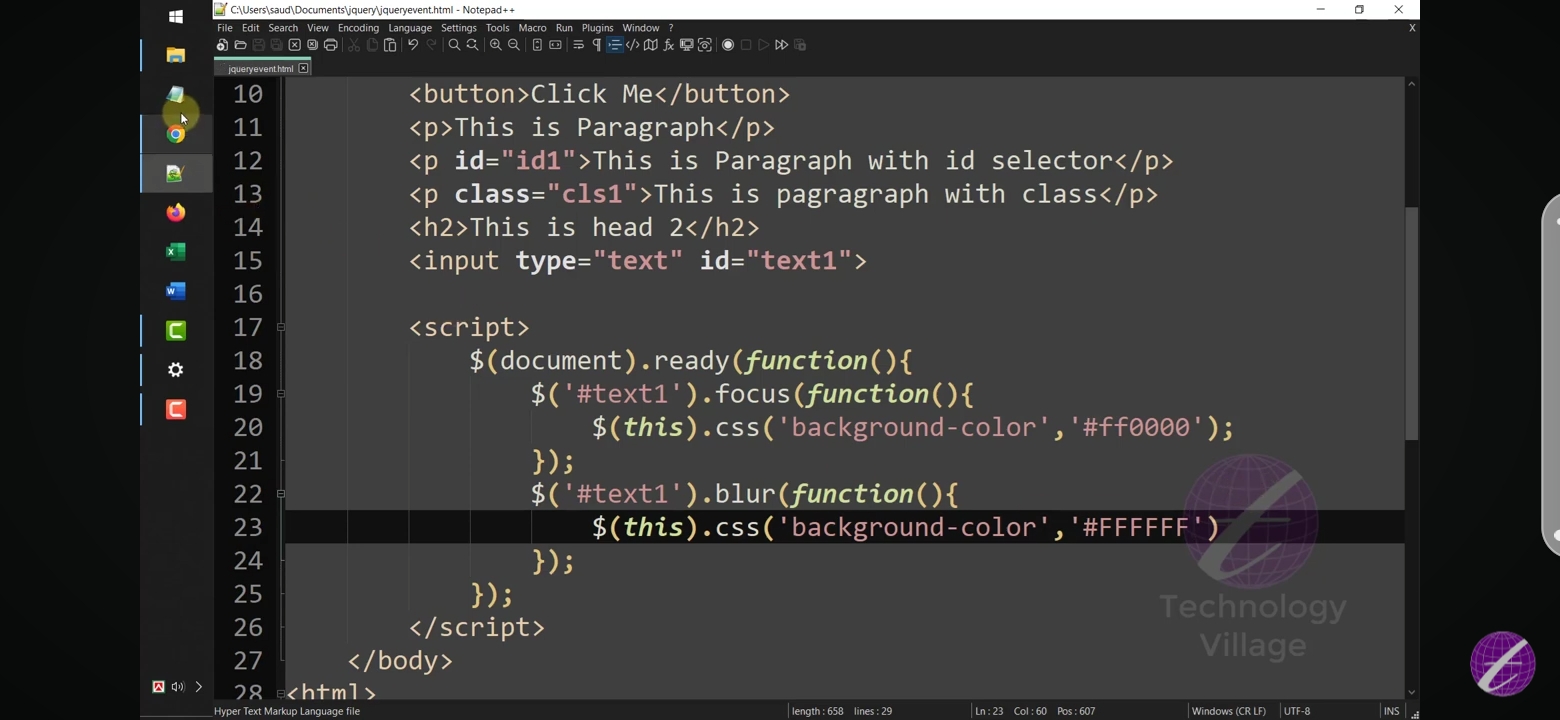 C:\Users\saud\Documents\jquery\jqueryevent.html - Notepad++
File Edit Search View Encoding Language Settings Tools Macro Run Plugins Window ? X
jqueryevent.html
10 <button>Click Me</button>
11 <p>This is Paragraph</p>
12 <p id="id1">This is Paragraph with id selector</p>
13 <p class="cls1">This is pagragraph with class</p>
14 <h2>This is head 2</h2>
15 <input type="text" id="text1">
16
17 <script>
18 $(document).ready(function(){
19 $('#text1').focus(function(){
20 $(this).css('background-color','#ff0000');
21 });
22 $('#text1').blur(function(){
23 $(this).css('background-color','#FFFFFF')
24 });
25 });
26 </script>
27 </body>
28 <html>
Technology
Village
Hyper Text Markup Language file length : 658 lines : 29 Ln : 23 Col : 60 Pos : 607 Windows (CR LF) UTF-8 INS